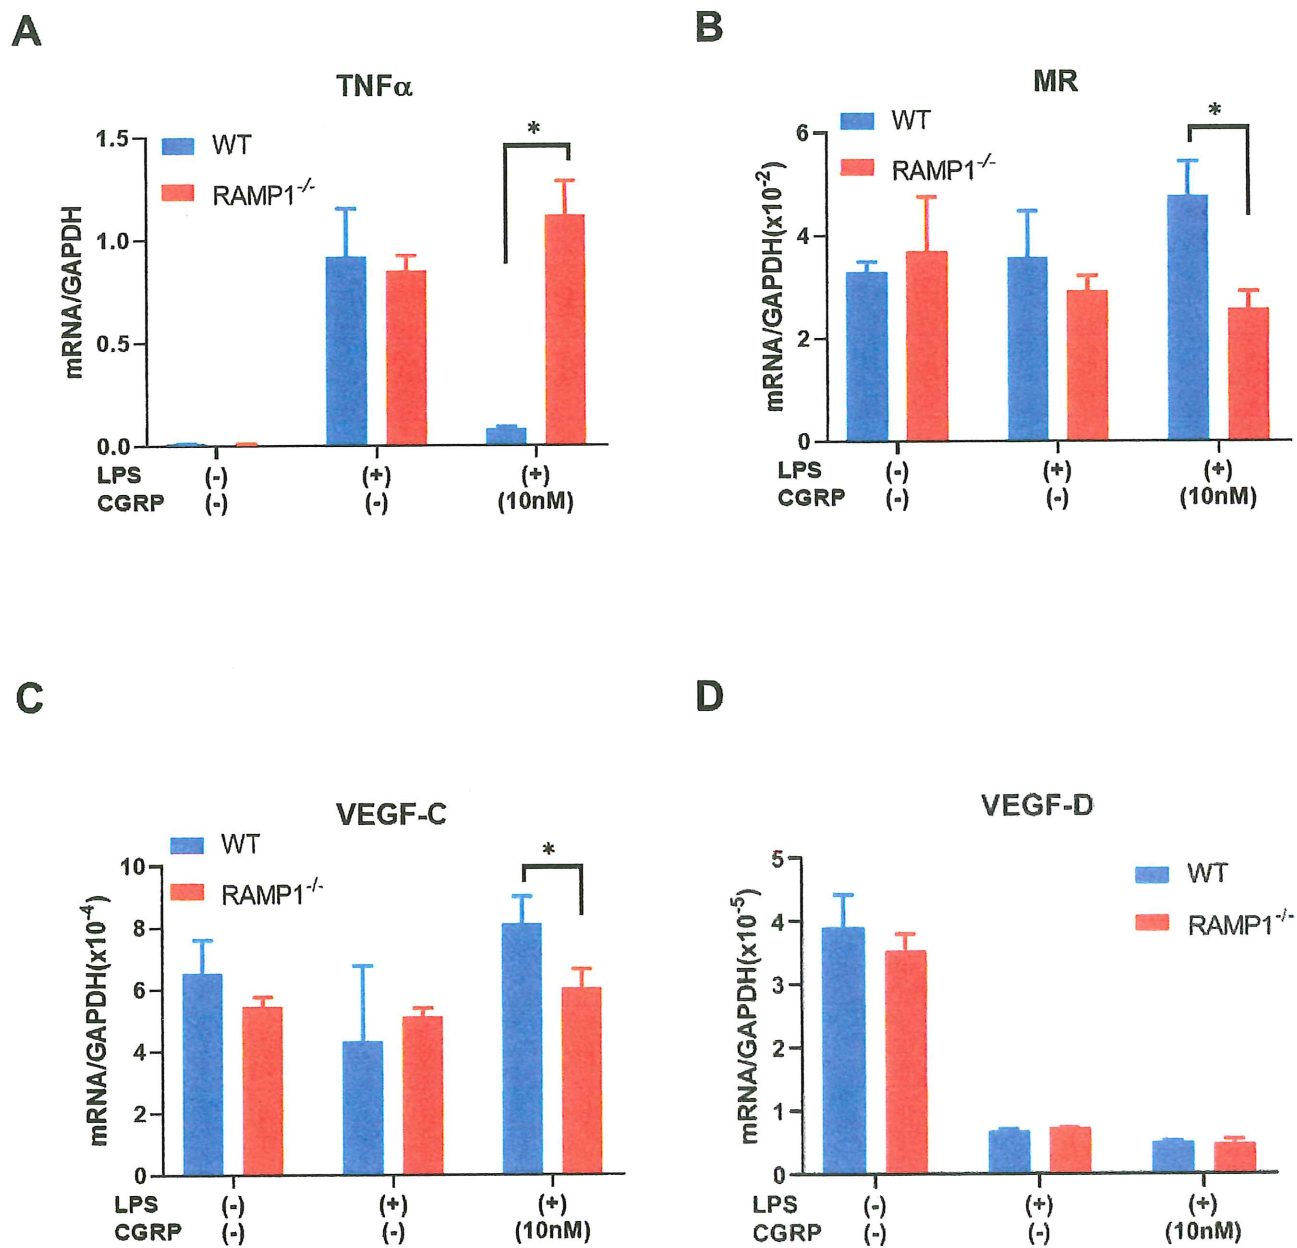 A
TNFα
WT
RAMP1-/-
*
1.5
1.0
0.5
0.0
mRNA/GAPDH
LPS (-) (+) (+)
CGRP (-) (-) (10nM)
B
MR
WT
RAMP1-/-
*
6
4
2
0
mRNA/GAPDH(x10-2)
LPS (-) (+) (+)
CGRP (-) (-) (10nM)
C
VEGF-C
WT
RAMP1-/-
*
10
8
6
4
2
0
mRNA/GAPDH(x10-4)
LPS (-) (+) (+)
CGRP (-) (-) (10nM)
D
VEGF-D
WT
RAMP1-/-
5
4
3
2
1
0
mRNA/GAPDH(x10-5)
LPS (-) (+) (+)
CGRP (-) (-) (10nM)